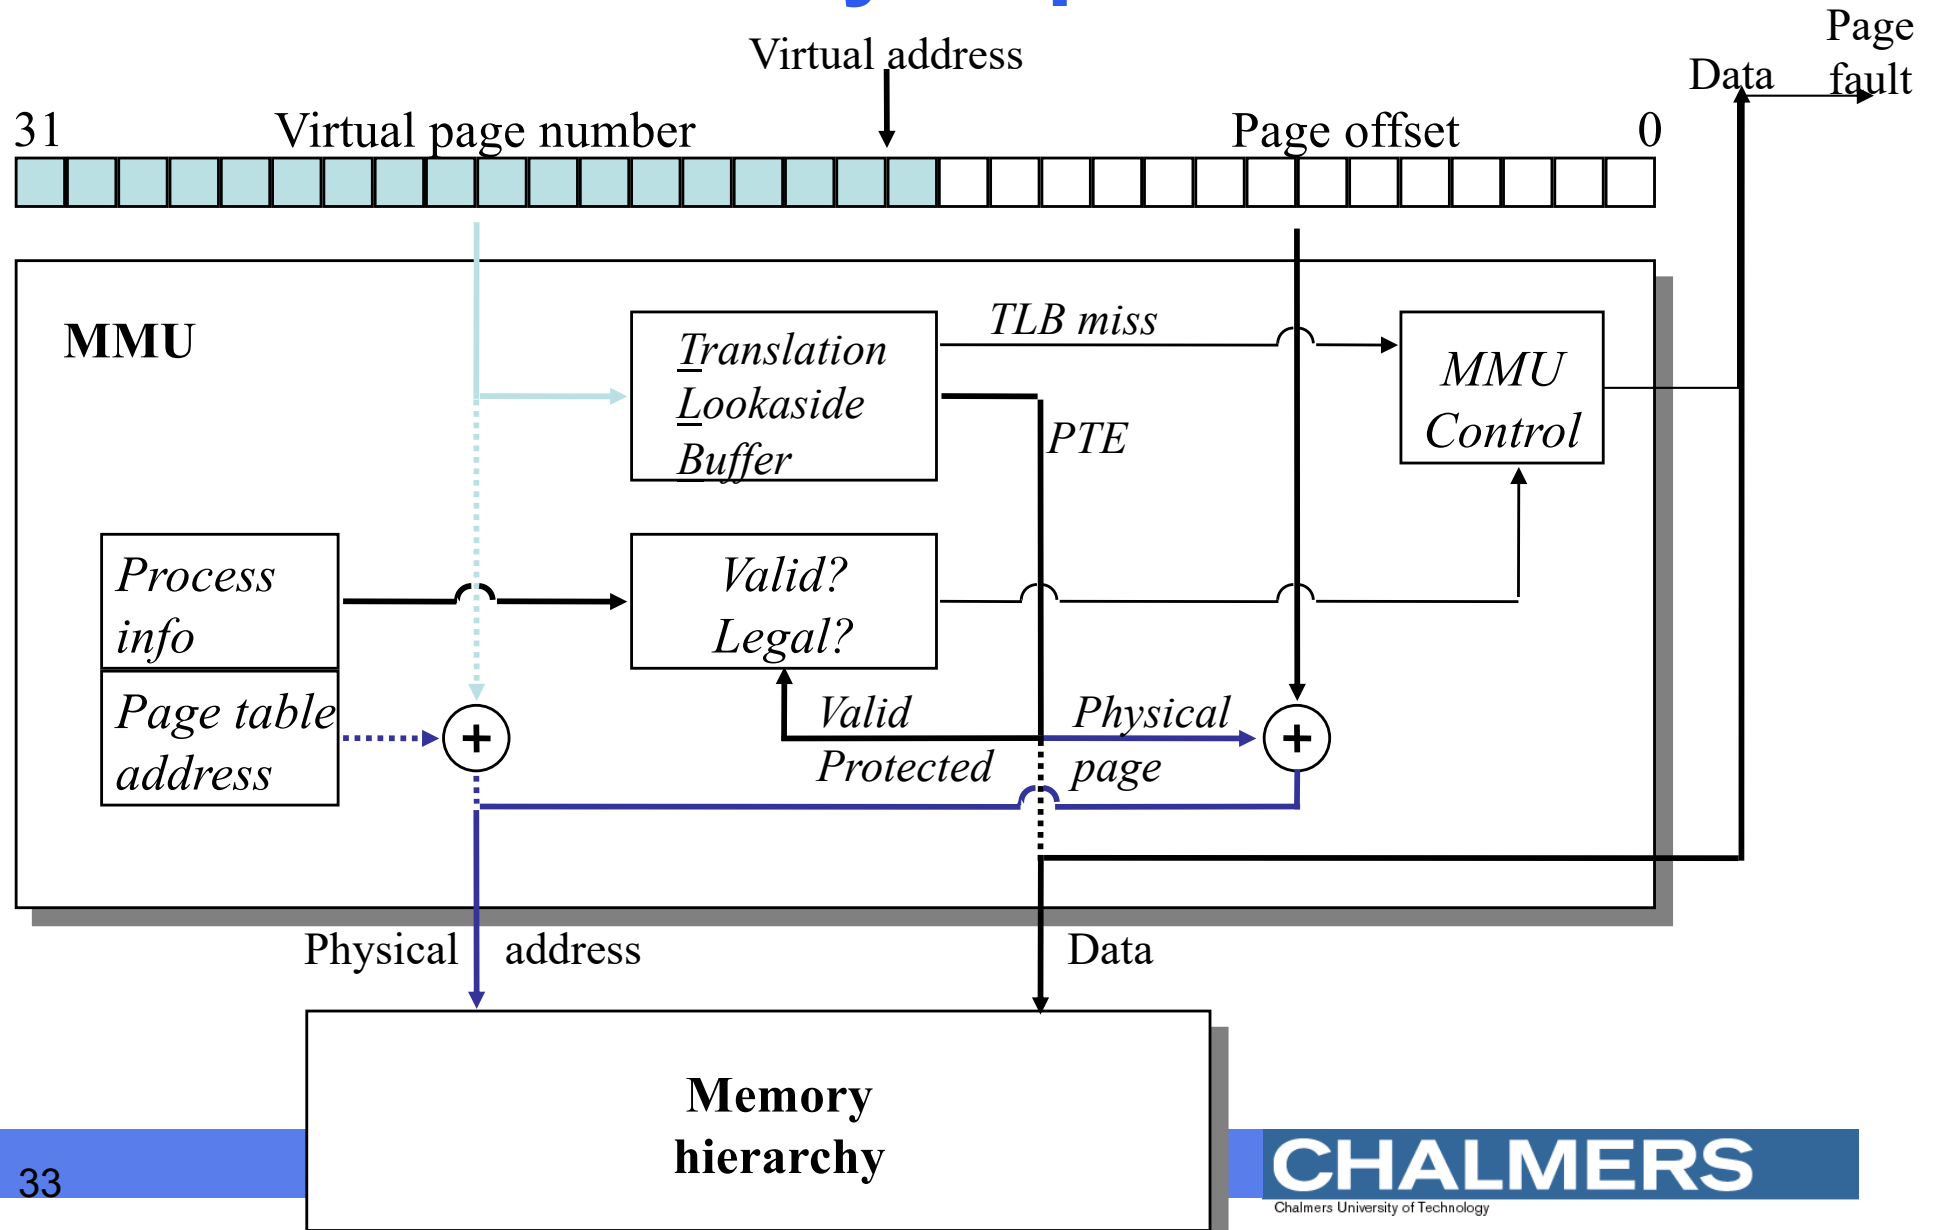 Virtual address
Page
fault
Data
31
Virtual page number
Page offset
0
MMU
Translation
Lookaside
Buffer
TLB miss
MMU
Control
PTE
Process
info
Valid?
Legal?
Page table
address
+
Valid
Protected
Physical
page
+
Physical address
Data
Memory
hierarchy
33
CHALMERS
Chalmers University of Technology